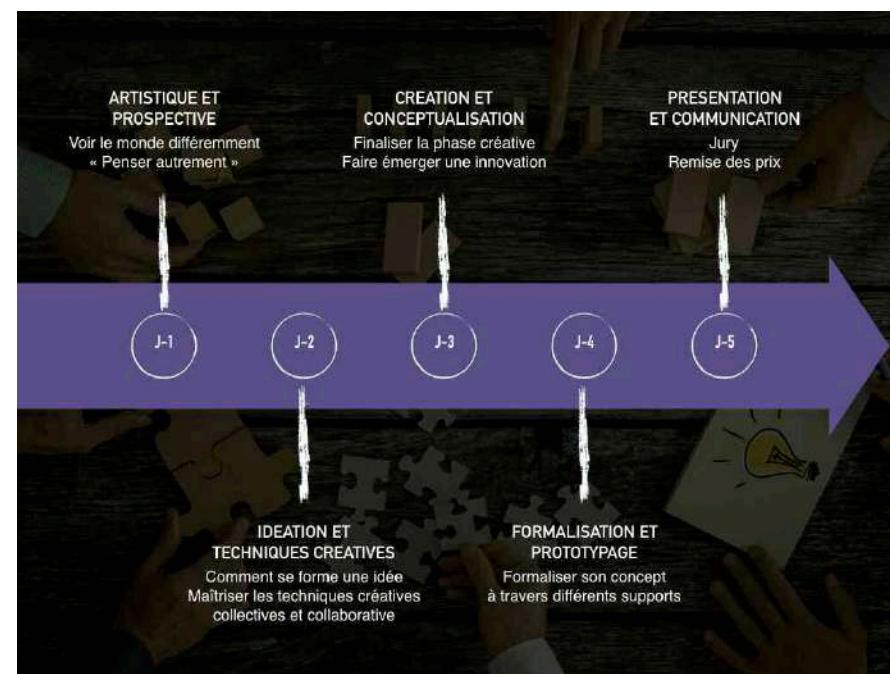 ARTISTIQUE ET
PROSPECTIVE
Voir le monde différemment
« Penser autrement »
CREATION ET
CONCEPTUALISATION
Finaliser la phase créative
Faire émerger une innovation
PRESENTATION
ET COMMUNICATION
Jury
Remise des prix
J-1
J-2
J-3
J-4
J-5
IDEATION ET
TECHNIQUES CREATIVES
Comment se forme une idée
Maîtriser les techniques créatives
collectives et collaborative
FORMALISATION ET
PROTOTYPAGE
Formaliser son concept
à travers différents supports